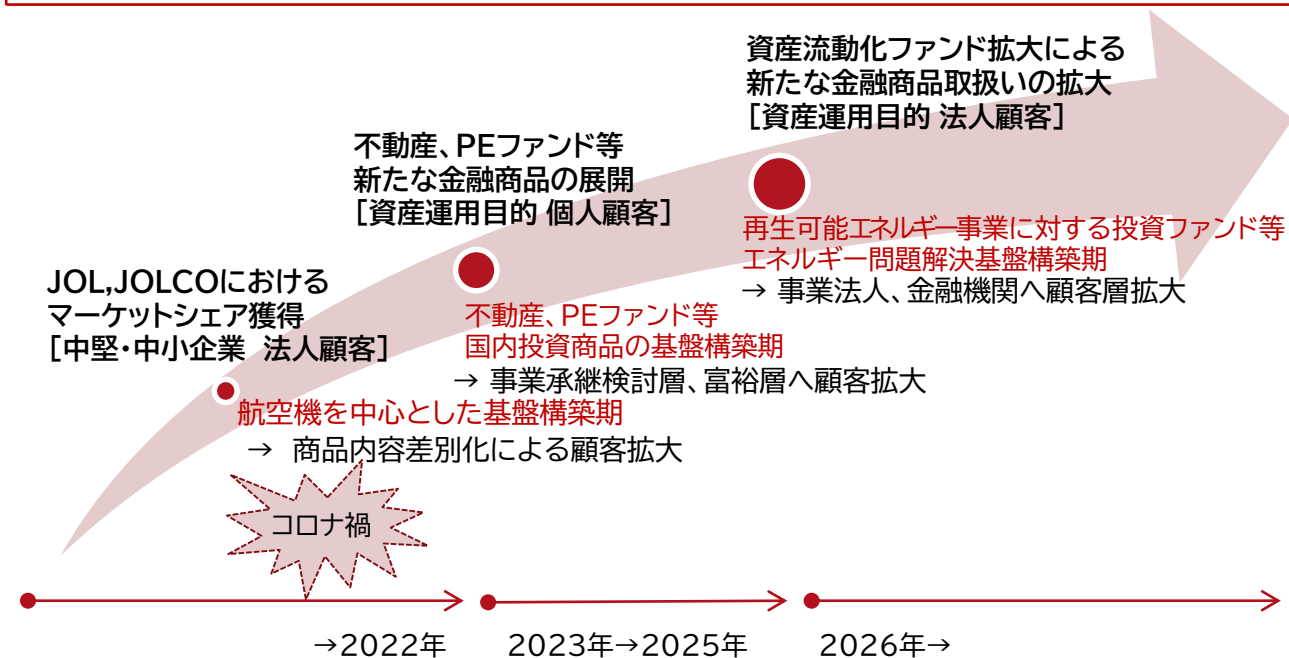 資産流動化ファンド拡大による
新たな金融商品取扱いの拡大
[資産運用目的 法人顧客]
不動産、PEファンド等
新たな金融商品の展開
[資産運用目的 個人顧客]
再生可能エネルギー事業に対する投資ファンド等
エネルギー問題解決基盤構築期
→ 事業法人、金融機関へ顧客層拡大
JOL,JOLCOにおける
マーケットシェア獲得
[中堅・中小企業 法人顧客]
不動産、PEファンド等
国内投資商品の基盤構築期
→ 事業承継検討層、富裕層へ顧客拡大
航空機を中心とした基盤構築期
→ 商品内容差別化による顧客拡大
コロナ禍
→2022年
2023年→2025年
2026年→